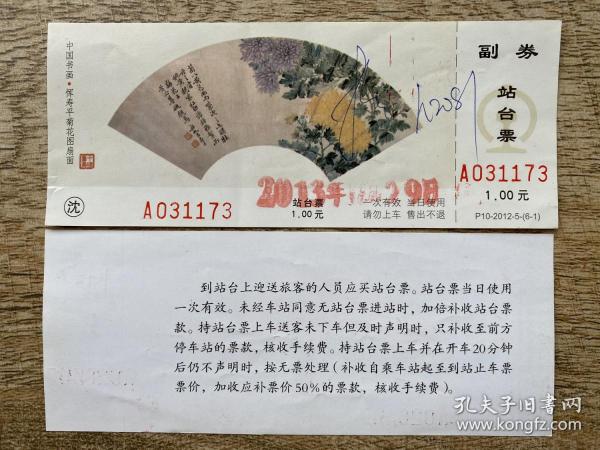 中国书画·恽寿平菊花图扇面
沈
A031173
2013年
29日
站台票
1.00 元
一次有效 当日使用
请勿上车 售出不退
副 券
站台票
A031173
1.00 元
P10-2012-5-(6-1)
到站台上迎送旅客的人员应买站台票。站台票当日使用
一次有效。未经车站同意无站台票进站时，加倍补收站台票
款。持站台票上车送客未下车但及时声明时，只补收至前方
停车站的票款，核收手续费。持站台票上车并在开车20分钟
后仍不声明时，按无票处理（补收自乘车站起至到站止车票
票价，加收应补票价50%的票款，核收手续费）。
孔夫子旧书网
www.kongfz.com